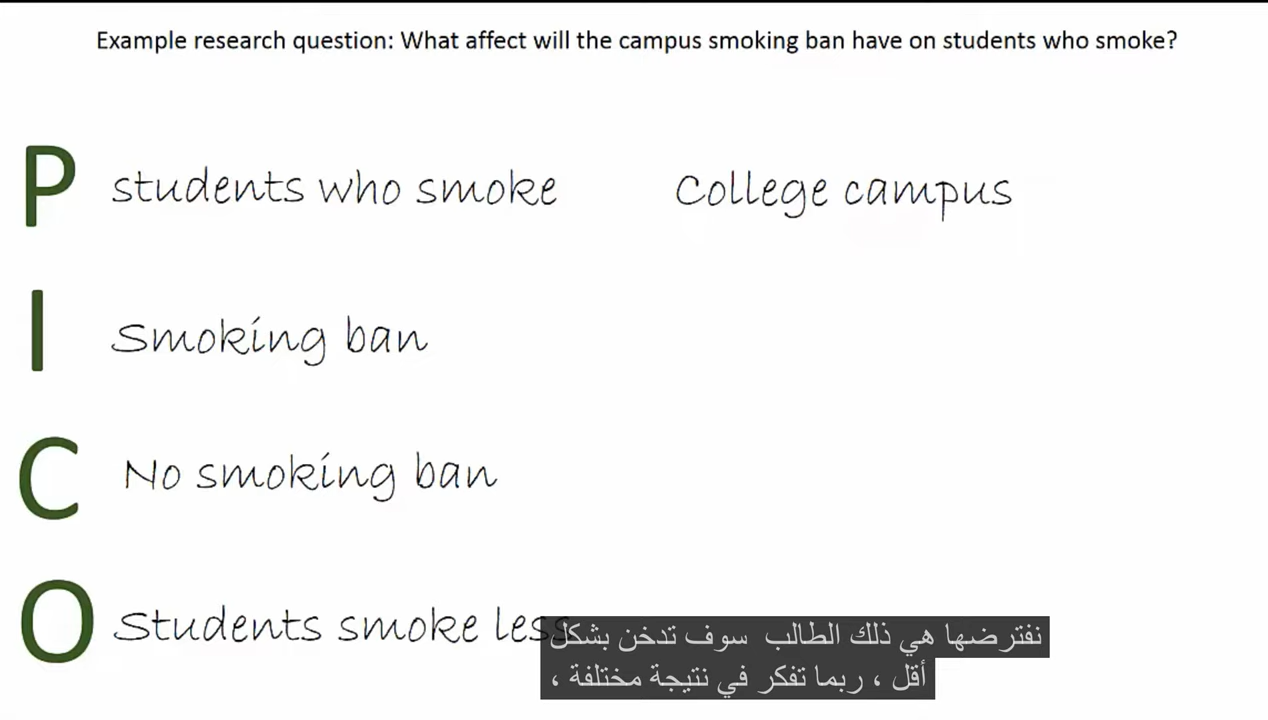 Example research question: What affect will the campus smoking ban have on students who smoke?
P students who smoke College campus
I Smoking ban
C No smoking ban
O Students smoke less
نفترضها هي ذلك الطالب سوف تدخن بشكل
أقل ، ربما تفكر في نتيجة مختلفة ،